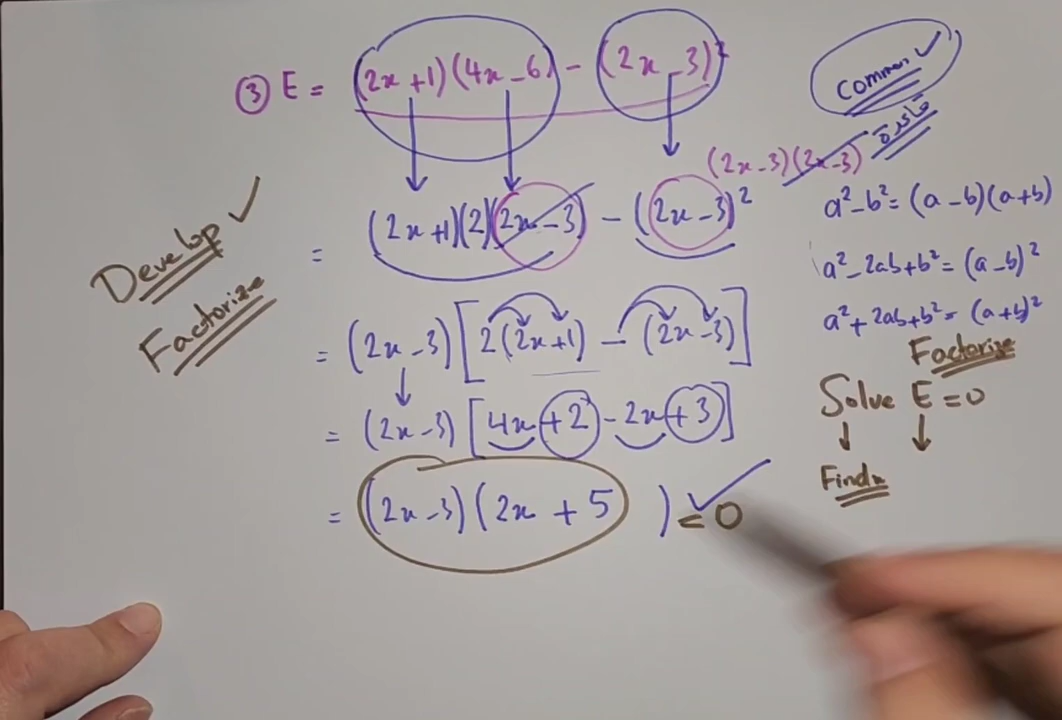 ③ E = (2x+1)(4x-6) - (2x-3)²
Common ✓
قاعدة
(2x-3)(2x-3)
= (2x+1)(2)(2x-3) - (2x-3)²
a²-b²=(a-b)(a+b)
a²-2ab+b²=(a-b)²
a²+2ab+b²=(a+b)²
Develop ✓
Factorize
= (2x-3)[2(2x+1)-(2x-3)]
Factorize
Solve E=0
Find x
= (2x-3)[4x+2-2x+3]
= (2x-3)(2x+5) =0